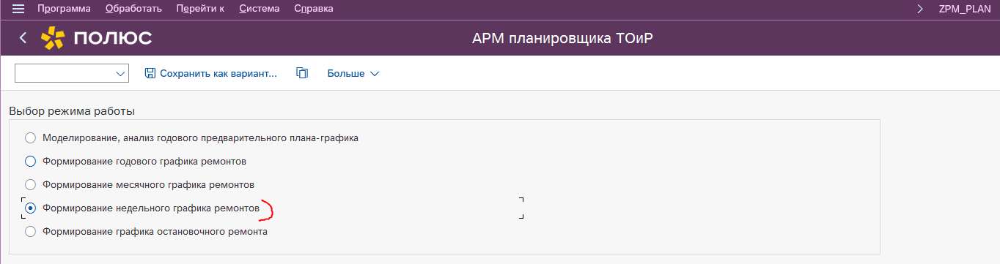 Программа Обработать Перейти к Система Справка ZPM_PLAN
ПОЛЮС АРМ планировщика ТОиР
Сохранить как вариант... Больше
Выбор режима работы
Моделирование, анализ годового предварительного плана-графика
Формирование годового графика ремонтов
Формирование месячного графика ремонтов
Формирование недельного графика ремонтов
Формирование графика остановочного ремонта